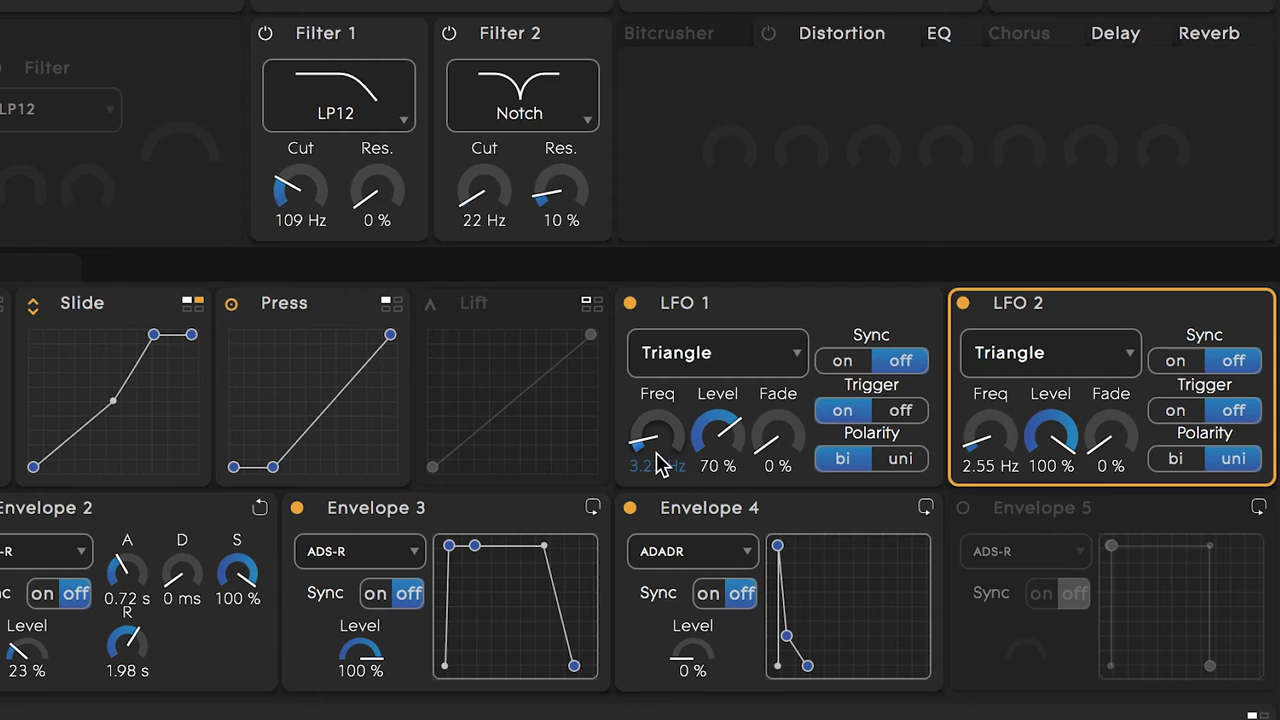 Filter 1
Filter 2
Bitcrusher
Distortion
EQ
Chorus
Delay
Reverb
Filter
LP12
LP12
Notch
Cut
Res.
Cut
Res.
109 Hz
0 %
22 Hz
10 %
Slide
Press
Lift
LFO 1
LFO 2
Triangle
Sync
on off
Freq
Level
Fade
Trigger
on off
Polarity
70 %
0 %
bi uni
Triangle
Sync
on off
Freq
Level
Fade
Trigger
on off
Polarity
2.55 Hz
100 %
0 %
bi uni
Envelope 2
Envelope 3
Envelope 4
Envelope 5
-R
A
D
S
on off
0.72 s
0 ms
100 %
R
Level
23 %
1.98 s
ADS-R
Sync
on off
Level
100 %
ADADR
Sync
on off
Level
0 %
ADS-R
Sync
on off